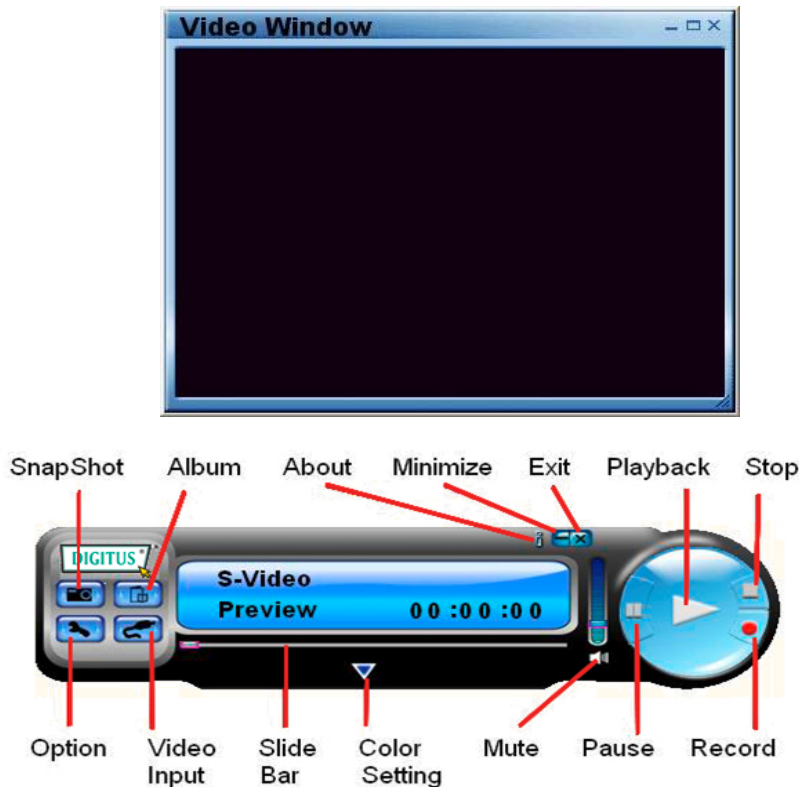 Video Window
SnapShot Album About Minimize Exit Playback Stop
DIGITUS
S-Video
Preview 00:00:00
Option Video Input Slide Bar Color Setting Mute Pause Record